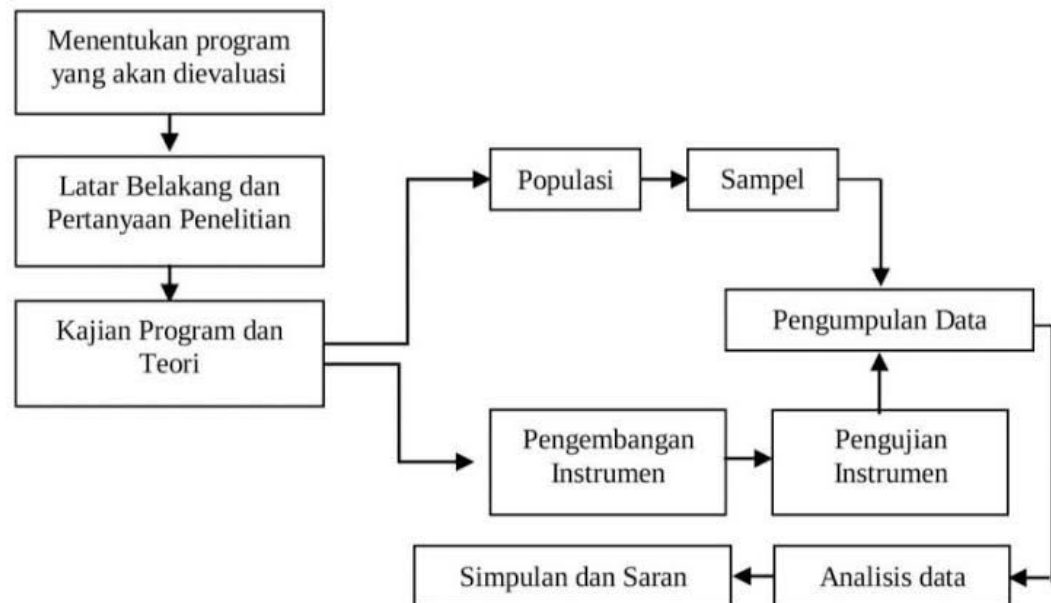 Menentukan program
yang akan dievaluasi
Latar Belakang dan
Pertanyaan Penelitian
Kajian Program dan
Teori
Populasi
Sampel
Pengumpulan Data
Pengembangan
Instrumen
Pengujian
Instrumen
Analisis data
Simpulan dan Saran